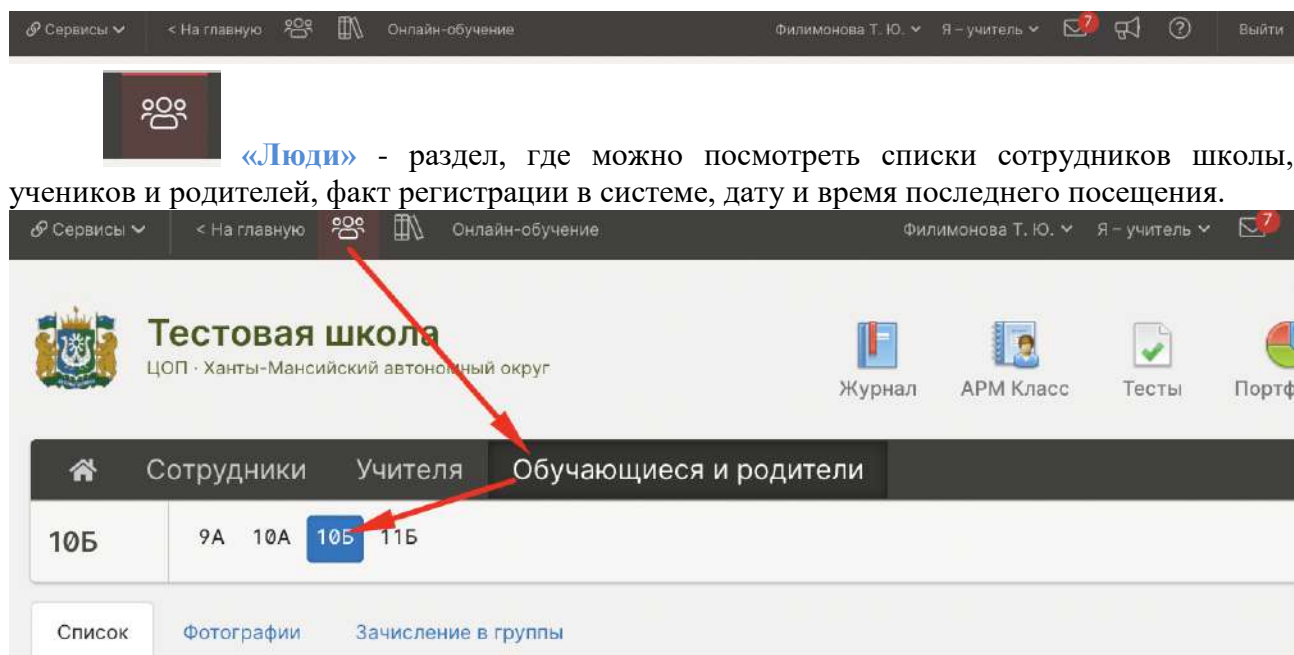 Сервисы < На главную Онлайн-обучение Филимонова Т. Ю. Я – учитель 7 ? Выйти
«Люди» - раздел, где можно посмотреть списки сотрудников школы,
учеников и родителей, факт регистрации в системе, дату и время последнего посещения.
Сервисы < На главную Онлайн-обучение Филимонова Т. Ю. Я – учитель 7
Тестовая школа
ЦОП · Ханты-Мансийский автономный округ
Журнал АРМ Класс Тесты Портф
Сотрудники Учителя Обучающиеся и родители
10Б 9А 10А 10Б 11Б
Список Фотографии Зачисление в группы